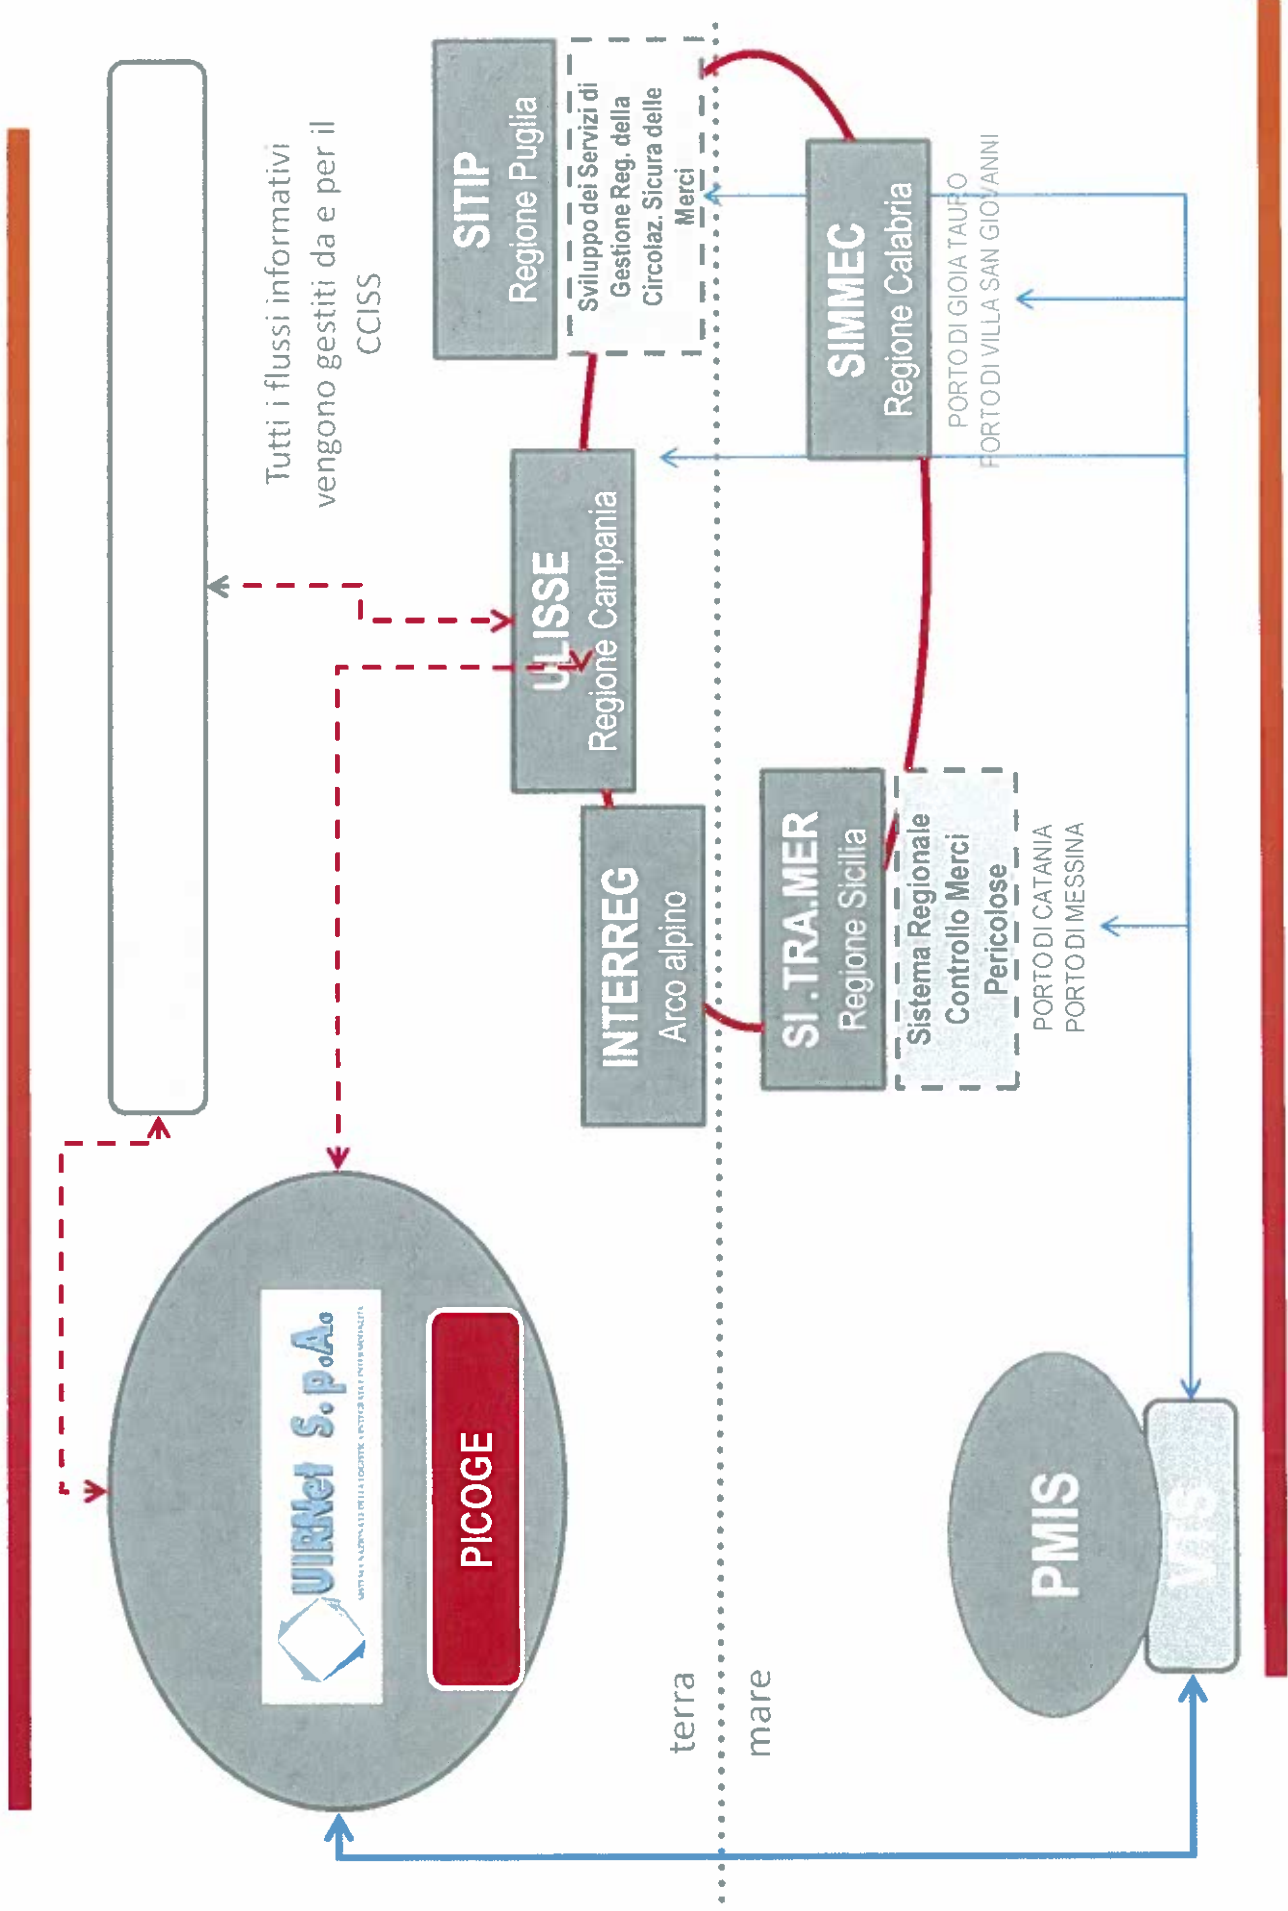 Tutti i flussi informativi
vengono gestiti da e per il
CCISS
UIRNet S.p.A.
PICOGE
SITIP
Regione Puglia
Sviluppo dei Servizi di
Gestione Reg. della
Circolaz. Sicura delle
Merci
ULISSE
Regione Campania
INTERREG
Arco alpino
terra
mare
SI.TRA.MER
Regione Sicilia
Sistema Regionale
Controllo Merci
Pericolose
PORTO DI CATANIA
PORTO DI MESSINA
SIMMEC
Regione Calabria
PORTO DI GIOIA TAURO
PORTO DI VILLA SAN GIOVANNI
PMIS
VTS